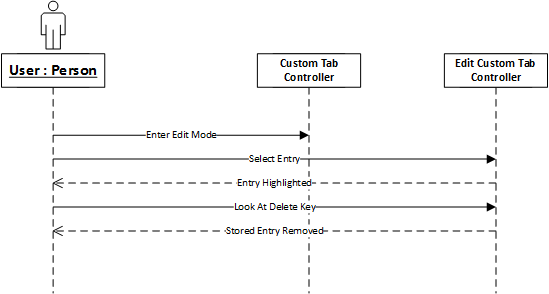 User : Person
Custom Tab
Controller
Edit Custom Tab
Controller
Enter Edit Mode
Select Entry
Entry Highlighted
Look At Delete Key
Stored Entry Removed